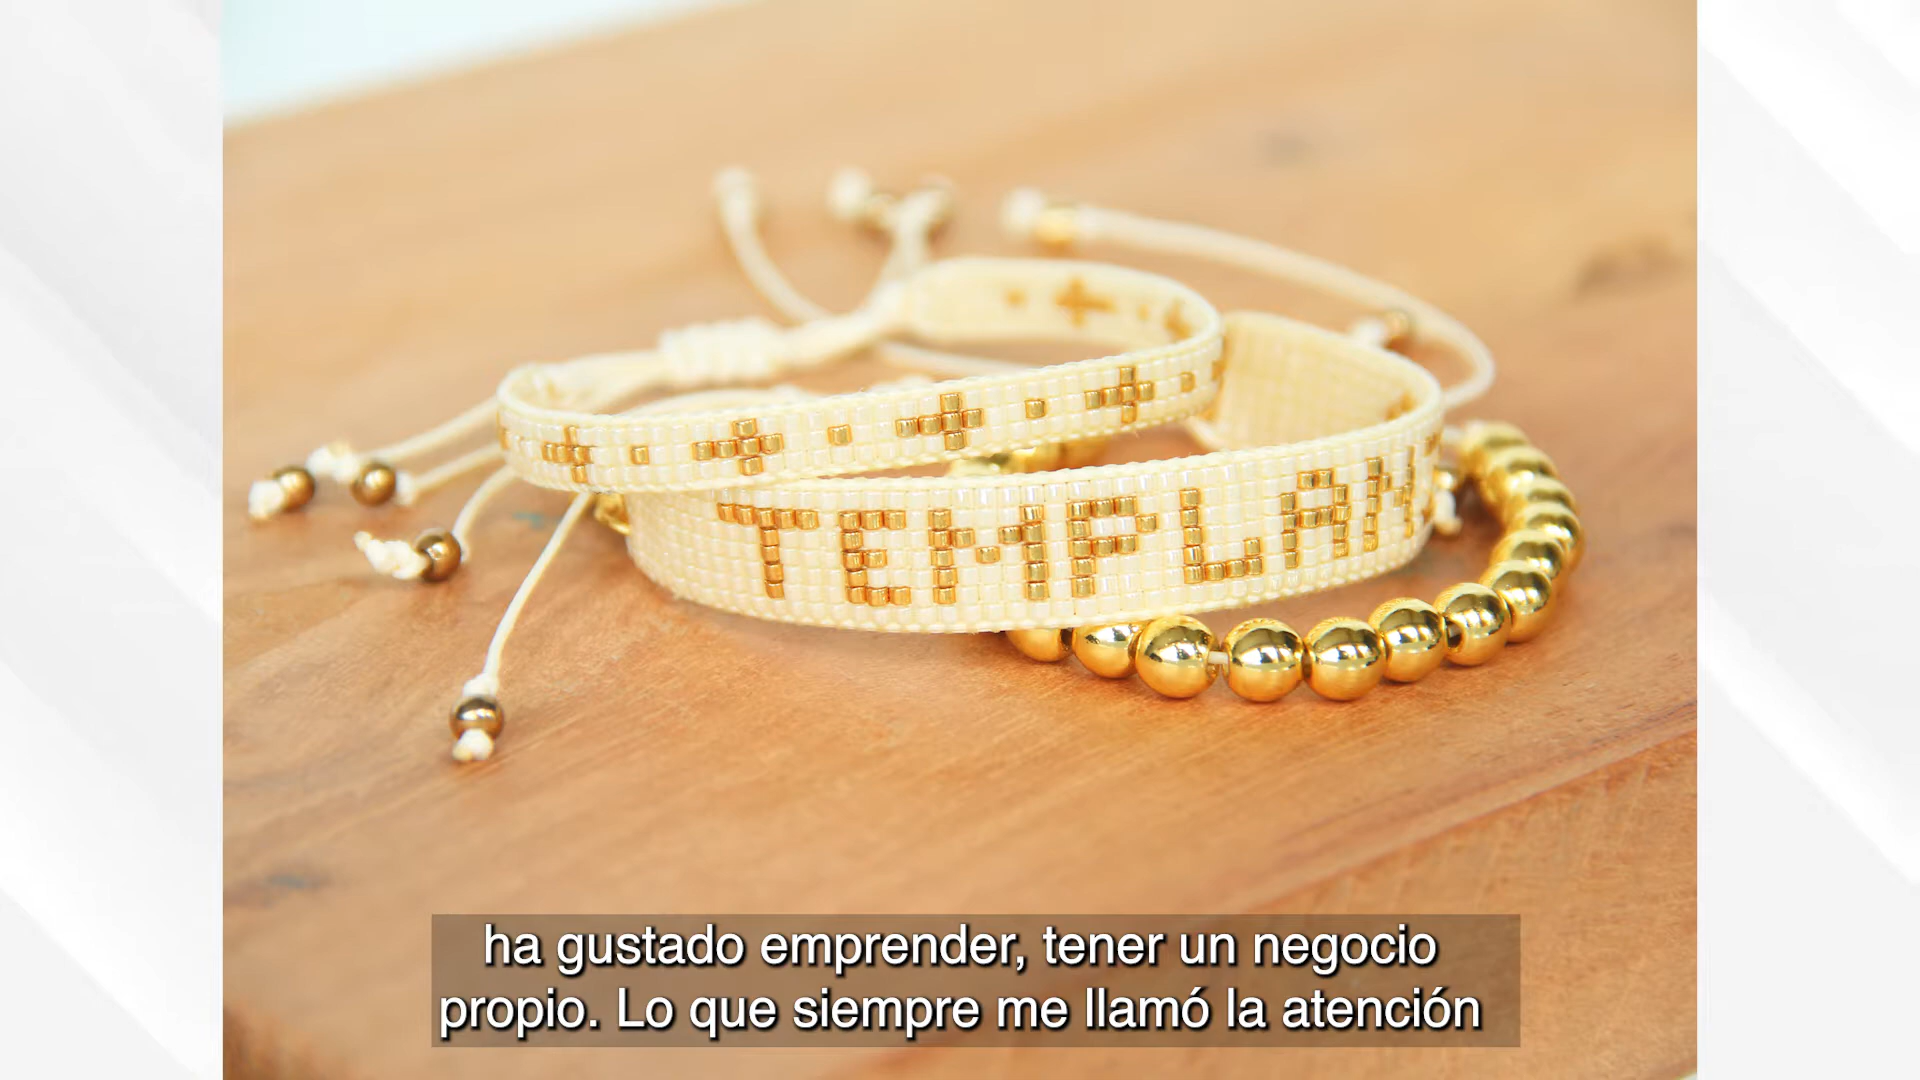 TEMPLAN
ha gustado emprender, tener un negocio
propio. Lo que siempre me llamó la atención